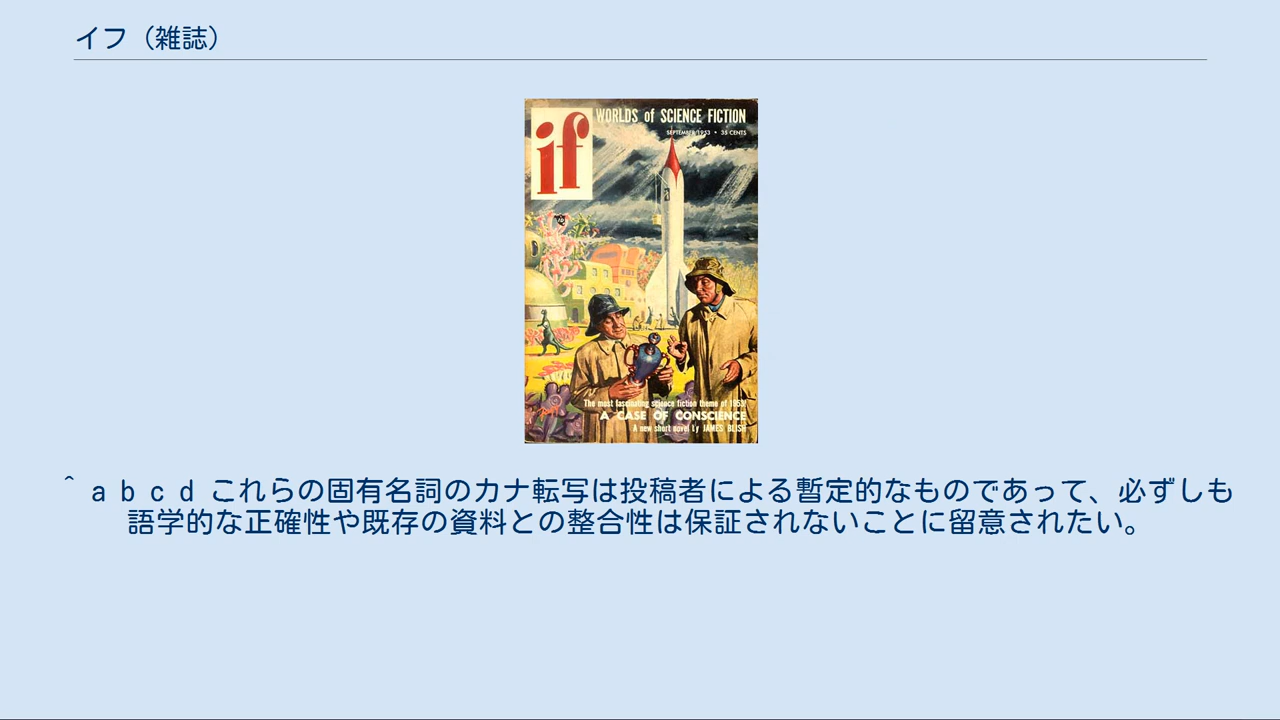 イフ（雑誌）
if
WORLDS of SCIENCE FICTION
SEPTEMBER 1953 • 35 CENTS
The most fascinating science fiction theme of 1953!
A CASE OF CONSCIENCE
A new short novel by JAMES BLISH
^ a b c d これらの固有名詞のカナ転写は投稿者による暫定的なものであって、必ずしも
語学的な正確性や既存の資料との整合性は保証されないことに留意されたい。